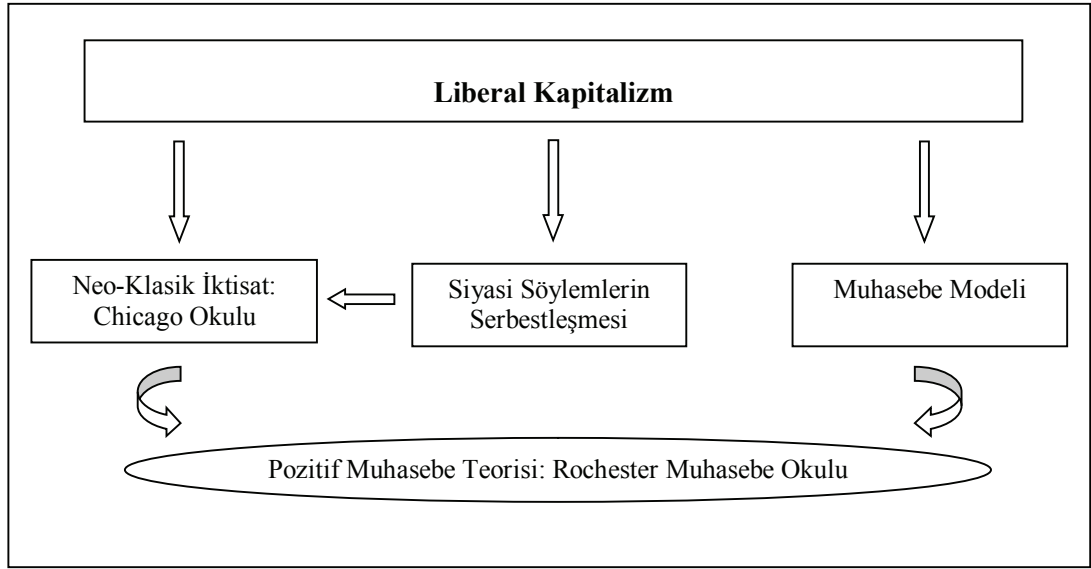 Liberal Kapitalizm
Neo-Klasik İktisat:
Chicago Okulu
Siyasi Söylemlerin
Serbestleşmesi
Muhasebe Modeli
Pozitif Muhasebe Teorisi: Rochester Muhasebe Okulu